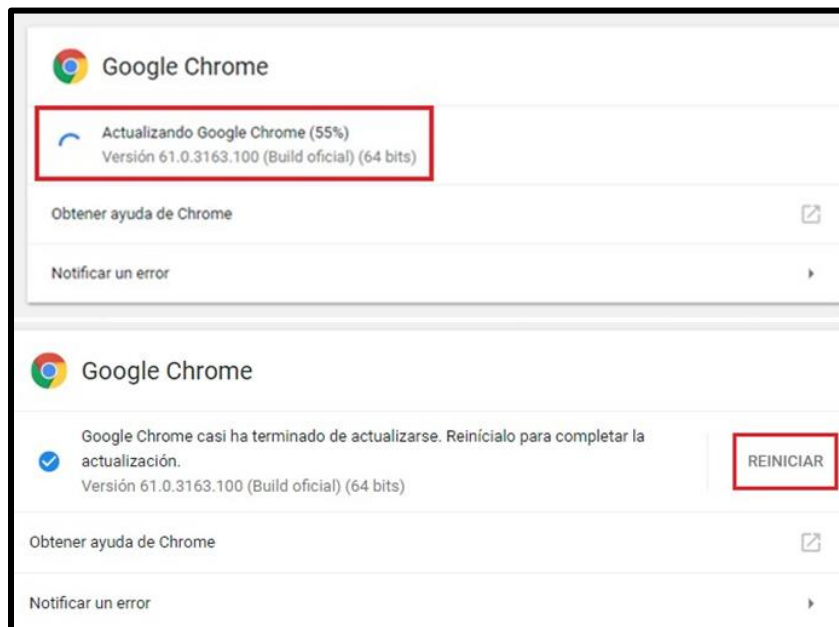 Google Chrome
Actualizando Google Chrome (55%)
Versión 61.0.3163.100 (Build oficial) (64 bits)
Obtener ayuda de Chrome
Notificar un error
Google Chrome
Google Chrome casi ha terminado de actualizarse. Reinícialo para completar la
actualización.
Versión 61.0.3163.100 (Build oficial) (64 bits)
REINICIAR
Obtener ayuda de Chrome
Notificar un error